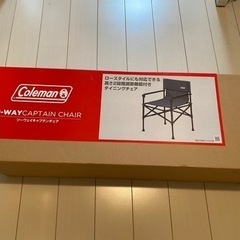 Coleman
-WAYCAPTAIN CHAIR
ツーウェイキャプテンチェア
ロースタイルにも対応できる
高さ2段階調節機能付き
ダイニングチェア